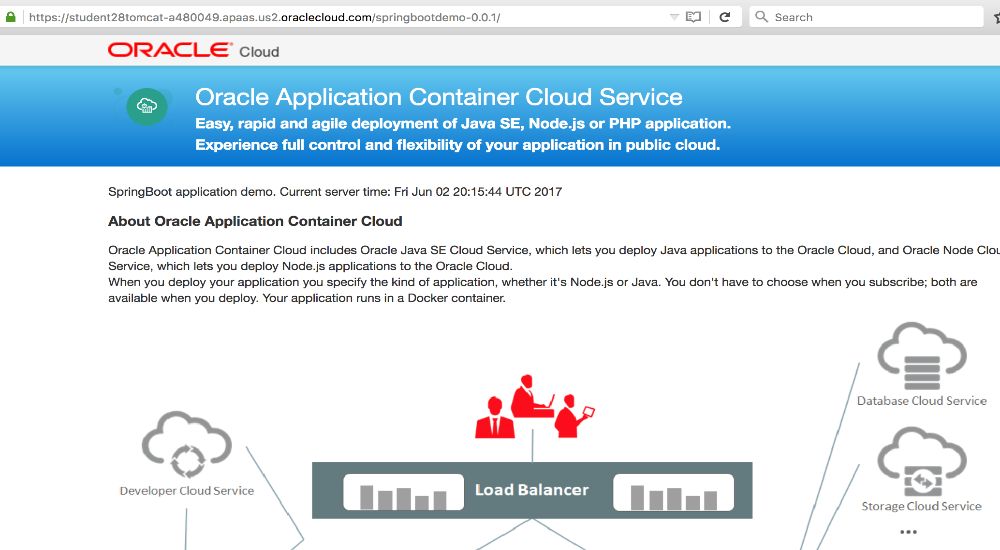 https://student28tomcat-a480049.apaas.us2.oraclecloud.com/springbootdemo-0.0.1/
Search
ORACLE® Cloud
Oracle Application Container Cloud Service
Easy, rapid and agile deployment of Java SE, Node.js or PHP application.
Experience full control and flexibility of your application in public cloud.
SpringBoot application demo. Current server time: Fri Jun 02 20:15:44 UTC 2017
About Oracle Application Container Cloud
Oracle Application Container Cloud includes Oracle Java SE Cloud Service, which lets you deploy Java applications to the Oracle Cloud, and Oracle Node Clou
Service, which lets you deploy Node.js applications to the Oracle Cloud.
When you deploy your application you specify the kind of application, whether it's Node.js or Java. You don't have to choose when you subscribe; both are
available when you deploy. Your application runs in a Docker container.
Database Cloud Service
Developer Cloud Service
Load Balancer
Storage Cloud Service
...